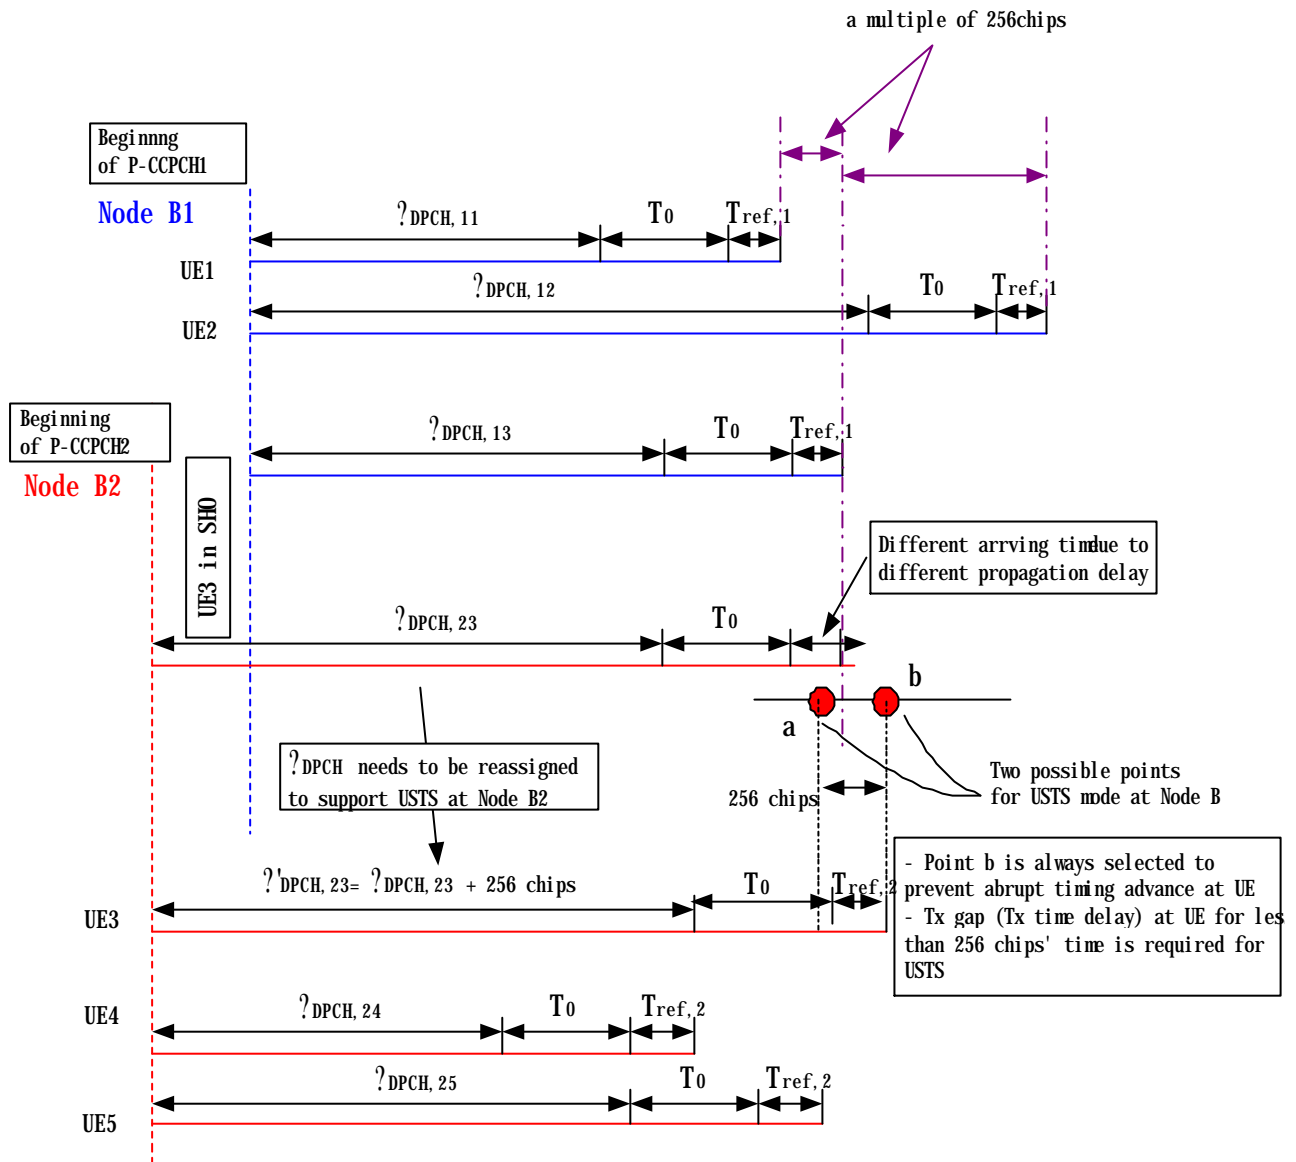 a multiple of 256chips
Beginnng
of P-CCPCH1
Node B1
?DPCH, 11
T0
Tref, 1
UE1
?DPCH, 12
T0
Tref, 1
UE2
Beginning
of P-CCPCH2
Node B2
?DPCH, 13
T0
Tref, 1
UE3 in SHO
Different arrving timdue to
different propagation delay
?DPCH, 23
T0
b
a
?DPCH needs to be reassigned
to support USTS at Node B2
256 chips
Two possible points
for USTS mode at Node B
?'DPCH, 23= ?DPCH, 23 + 256 chips
T0
Tref, 2
UE3
- Point b is always selected to
prevent abrupt timing advance at UE
- Tx gap (Tx time delay) at UE for les
than 256 chips' time is required for
USTS
UE4
?DPCH, 24
T0
Tref, 2
?DPCH, 25
T0
Tref, 2
UE5